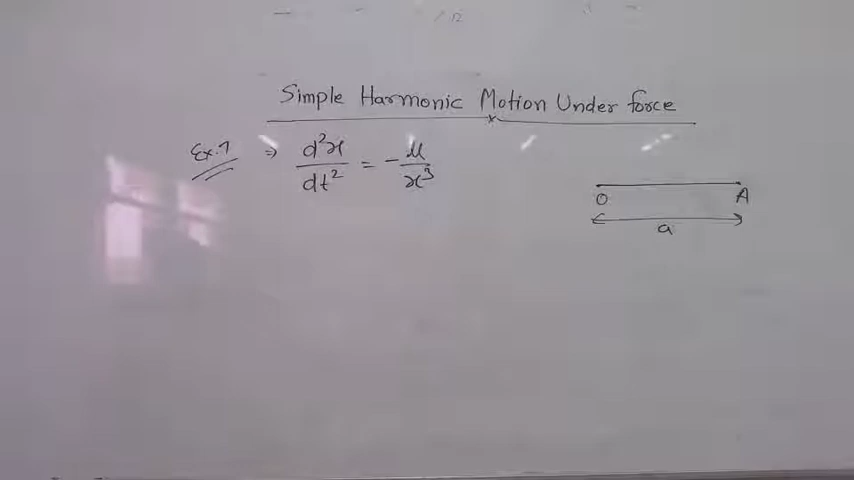 Simple Harmonic Motion Under force
Ex.1 ⇒ d²x/dt² = -μ/x³
O A
a